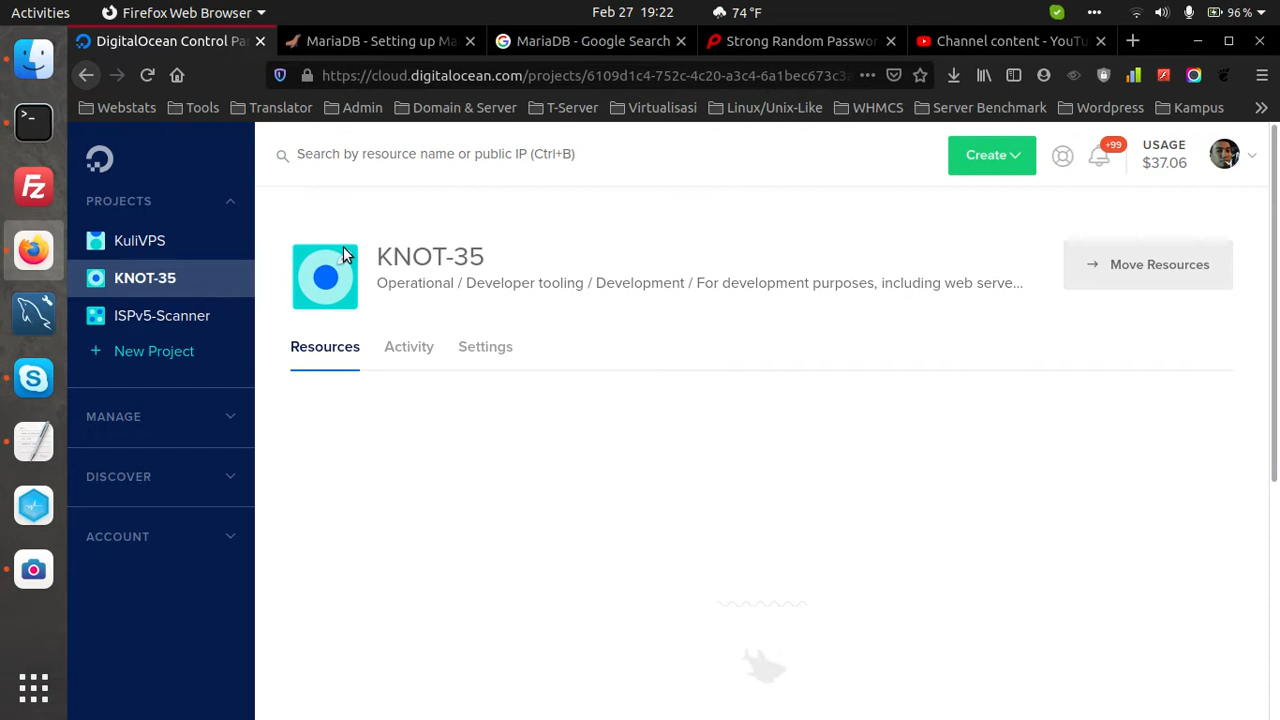 Activities
Firefox Web Browser
Feb 27 19:22
74 °F
96 %
DigitalOcean Control Pa
MariaDB - Setting up Ma
MariaDB - Google Search
Strong Random Passwo
Channel content - YouTu
https://cloud.digitalocean.com/projects/6109d1c4-752c-4c20-a3c4-6a1bec673c3a
Webstats
Tools
Translator
Admin
Domain & Server
T-Server
Virtualisasi
Linux/Unix-Like
WHMCS
Server Benchmark
Wordpress
Kampus
Search by resource name or public IP (Ctrl+B)
Create
+99
USAGE
$37.06
PROJECTS
KuliVPS
KNOT-35
ISPv5-Scanner
+ New Project
MANAGE
DISCOVER
ACCOUNT
KNOT-35
Operational / Developer tooling / Development / For development purposes, including web serve...
→ Move Resources
Resources
Activity
Settings